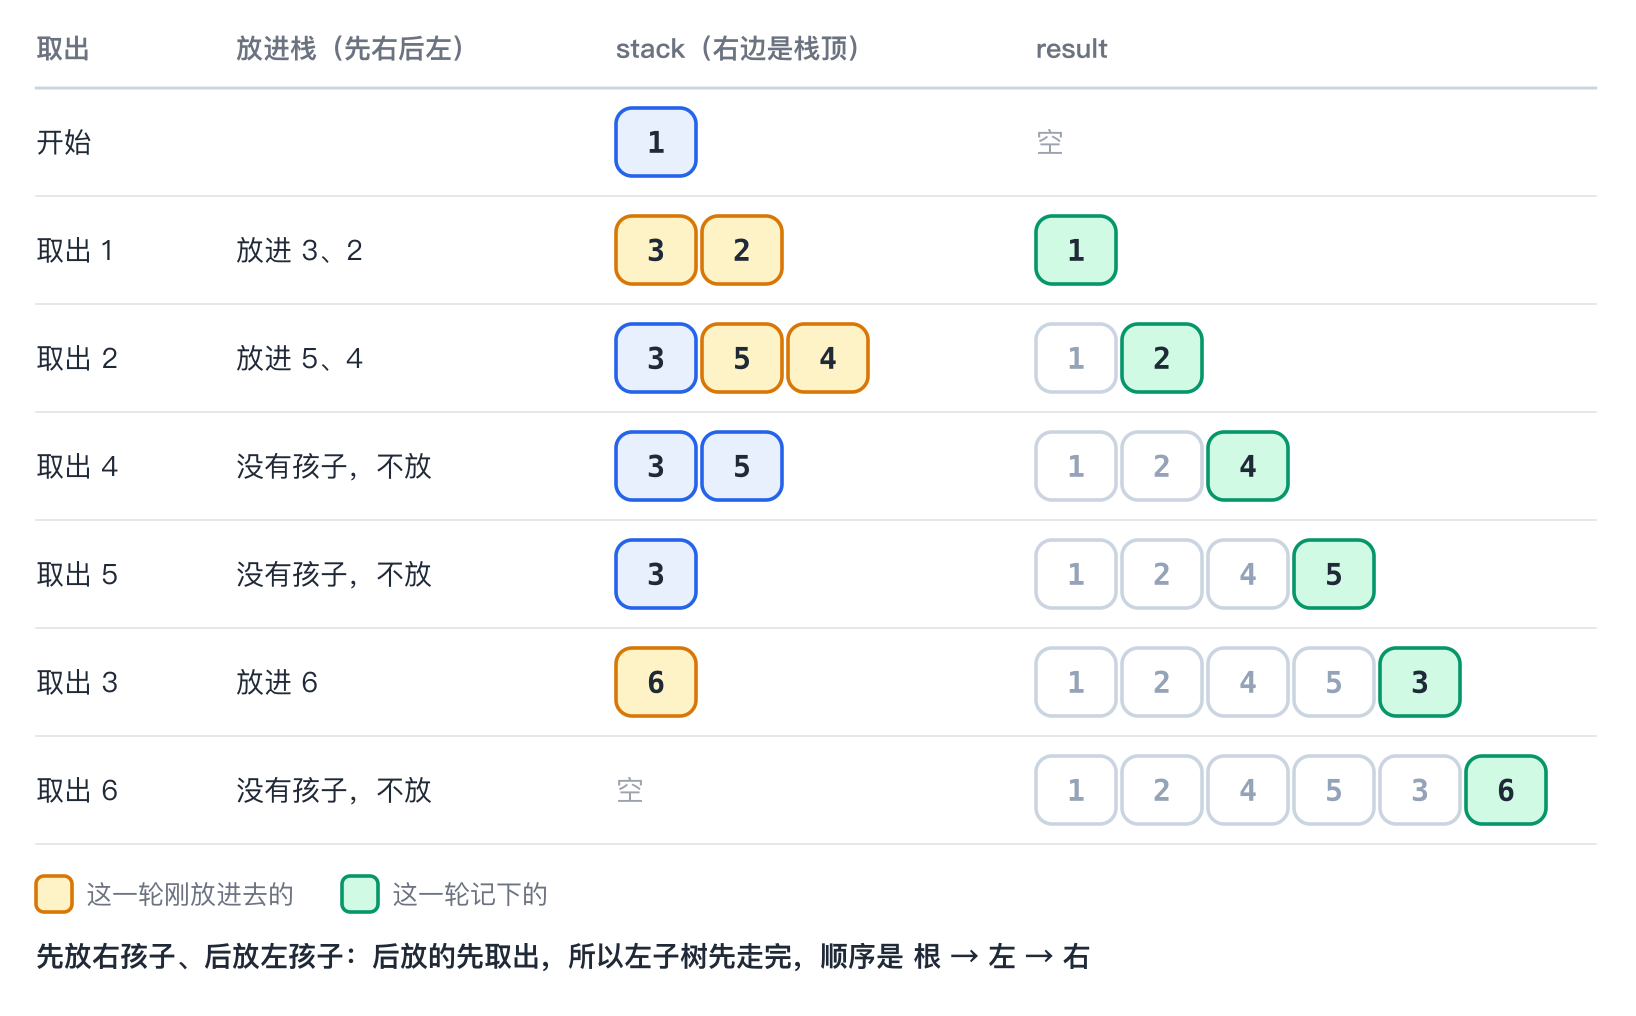 取出 放进栈（先右后左） stack（右边是栈顶） result
开始 1 空
取出 1 放进 3、2 3 2 1
取出 2 放进 5、4 3 5 4 1 2
取出 4 没有孩子，不放 3 5 1 2 4
取出 5 没有孩子，不放 3 1 2 4 5
取出 3 放进 6 6 1 2 4 5 3
取出 6 没有孩子，不放 空 1 2 4 5 3 6
这一轮刚放进去的 这一轮记下的
先放右孩子、后放左孩子：后放的先取出，所以左子树先走完，顺序是 根 → 左 → 右